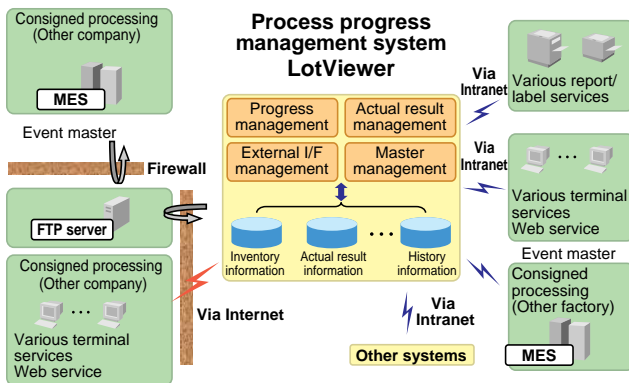 Consigned processing
(Other company)
MES
Event master
Firewall
FTP server
Consigned processing
(Other company)
Various terminal
services
Web service
Via Internet
Process progress
management system
LotViewer
Progress
management
Actual result
management
External I/F
management
Master
management
Inventory
information
Actual result
information
History
information
Via
Intranet
Other systems
Via
Intranet
Various report/
label services
Via
Intranet
Various terminal
services
Web service
Event master
Consigned
processing
(Other factory)
MES